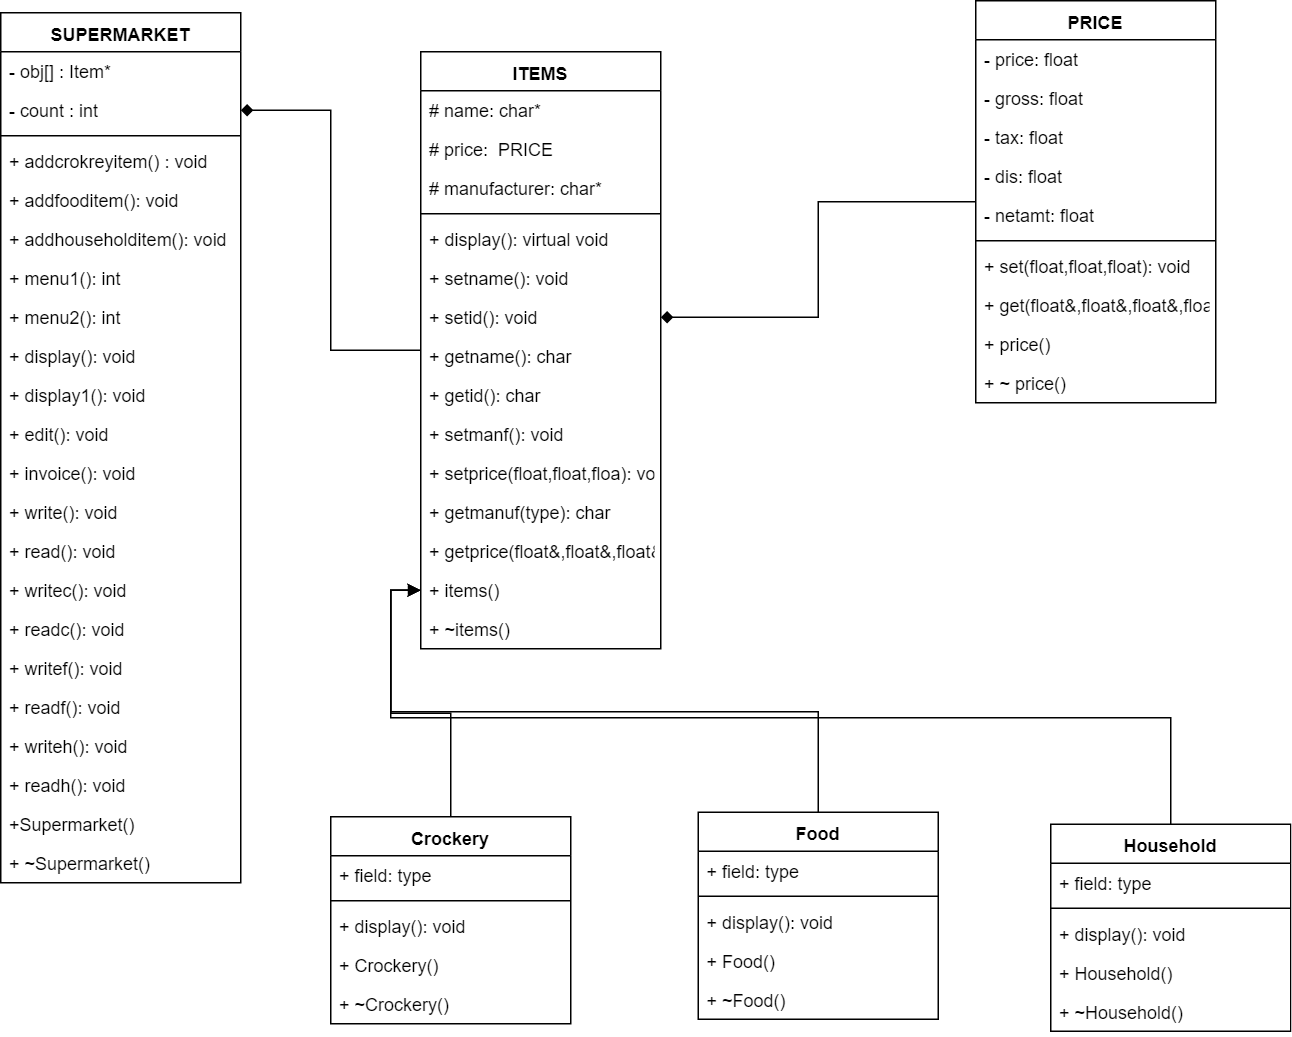 SUPERMARKET
- obj[] : Item*
- count : int
+ addcrokreyitem() : void
+ addfooditem(): void
+ addhouseholditem(): void
+ menu1(): int
+ menu2(): int
+ display(): void
+ display1(): void
+ edit(): void
+ invoice(): void
+ write(): void
+ read(): void
+ writec(): void
+ readc(): void
+ writef(): void
+ readf(): void
+ writeh(): void
+ readh(): void
+Supermarket()
+ ~Supermarket()
ITEMS
# name: char*
# price: PRICE
# manufacturer: char*
+ display(): virtual void
+ setname(): void
+ setid(): void
+ getname(): char
+ getid(): char
+ setmanf(): void
+ setprice(float,float,floa): vo
+ getmanuf(type): char
+ getprice(float&,float&,float&
+ items()
+ ~items()
PRICE
- price: float
- gross: float
- tax: float
- dis: float
- netamt: float
+ set(float,float,float): void
+ get(float&,float&,float&,floa
+ price()
+ ~ price()
Crockery
+ field: type
+ display(): void
+ Crockery()
+ ~Crockery()
Food
+ field: type
+ display(): void
+ Food()
+ ~Food()
Household
+ field: type
+ display(): void
+ Household()
+ ~Household()